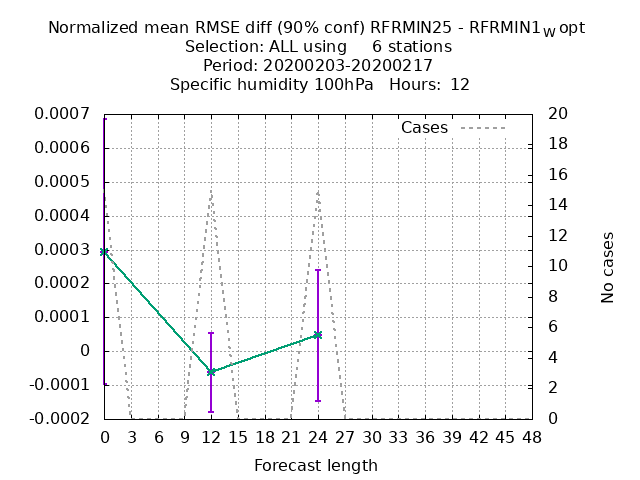 Normalized mean RMSE diff (90% conf) RFRMIN25 - RFRMIN1w opt
Selection: ALL using 6 stations
Period: 20200203-20200217
Specific humidity 100hPa Hours: 12
Cases
0.0007
0.0006
0.0005
0.0004
0.0003
0.0002
0.0001
0
-0.0001
-0.0002
20
18
16
14
12
10
8
6
4
2
0
No cases
0 3 6 9 12 15 18 21 24 27 30 33 36 39 42 45 48
Forecast length